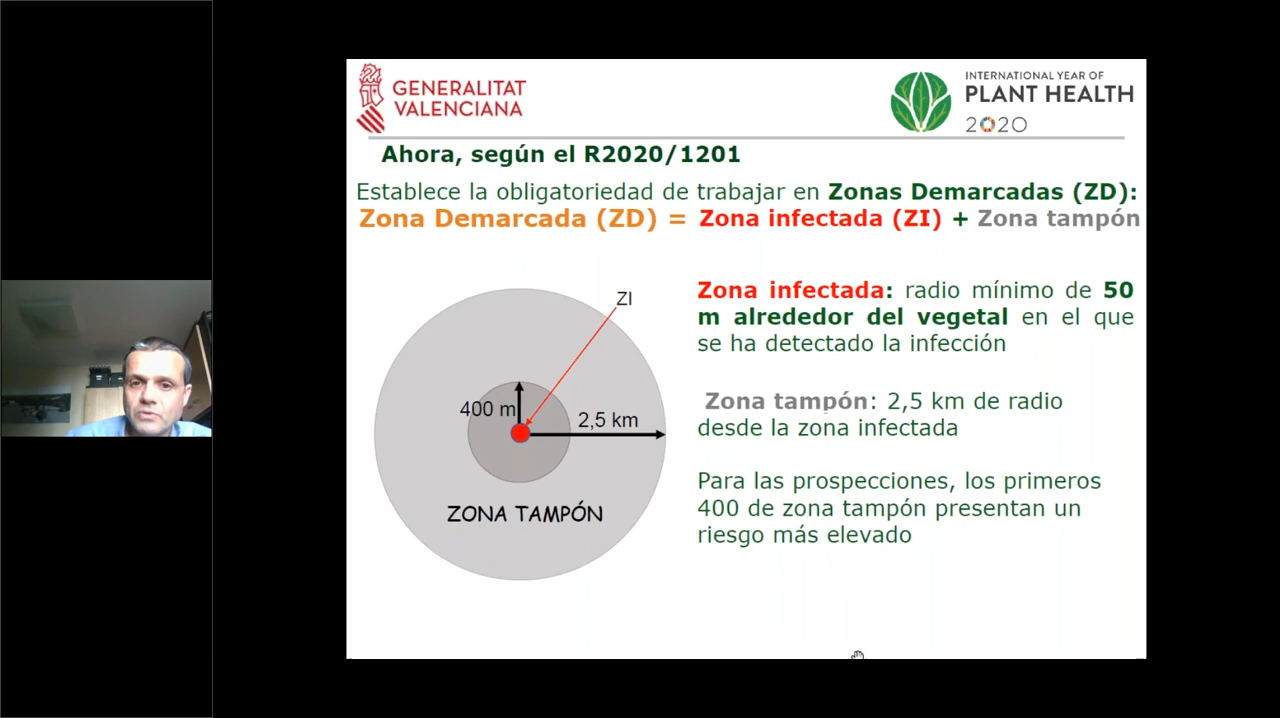 GENERALITAT
VALENCIANA
INTERNATIONAL YEAR OF
PLANT HEALTH
2020
Ahora, según el R2020/1201
Establece la obligatoriedad de trabajar en Zonas Demarcadas (ZD):
Zona Demarcada (ZD) = Zona infectada (ZI) + Zona tampón
ZI
400 m
2,5 km
ZONA TAMPÓN
Zona infectada: radio mínimo de 50
m alrededor del vegetal en el que
se ha detectado la infección
Zona tampón: 2,5 km de radio
desde la zona infectada
Para las prospecciones, los primeros
400 de zona tampón presentan un
riesgo más elevado